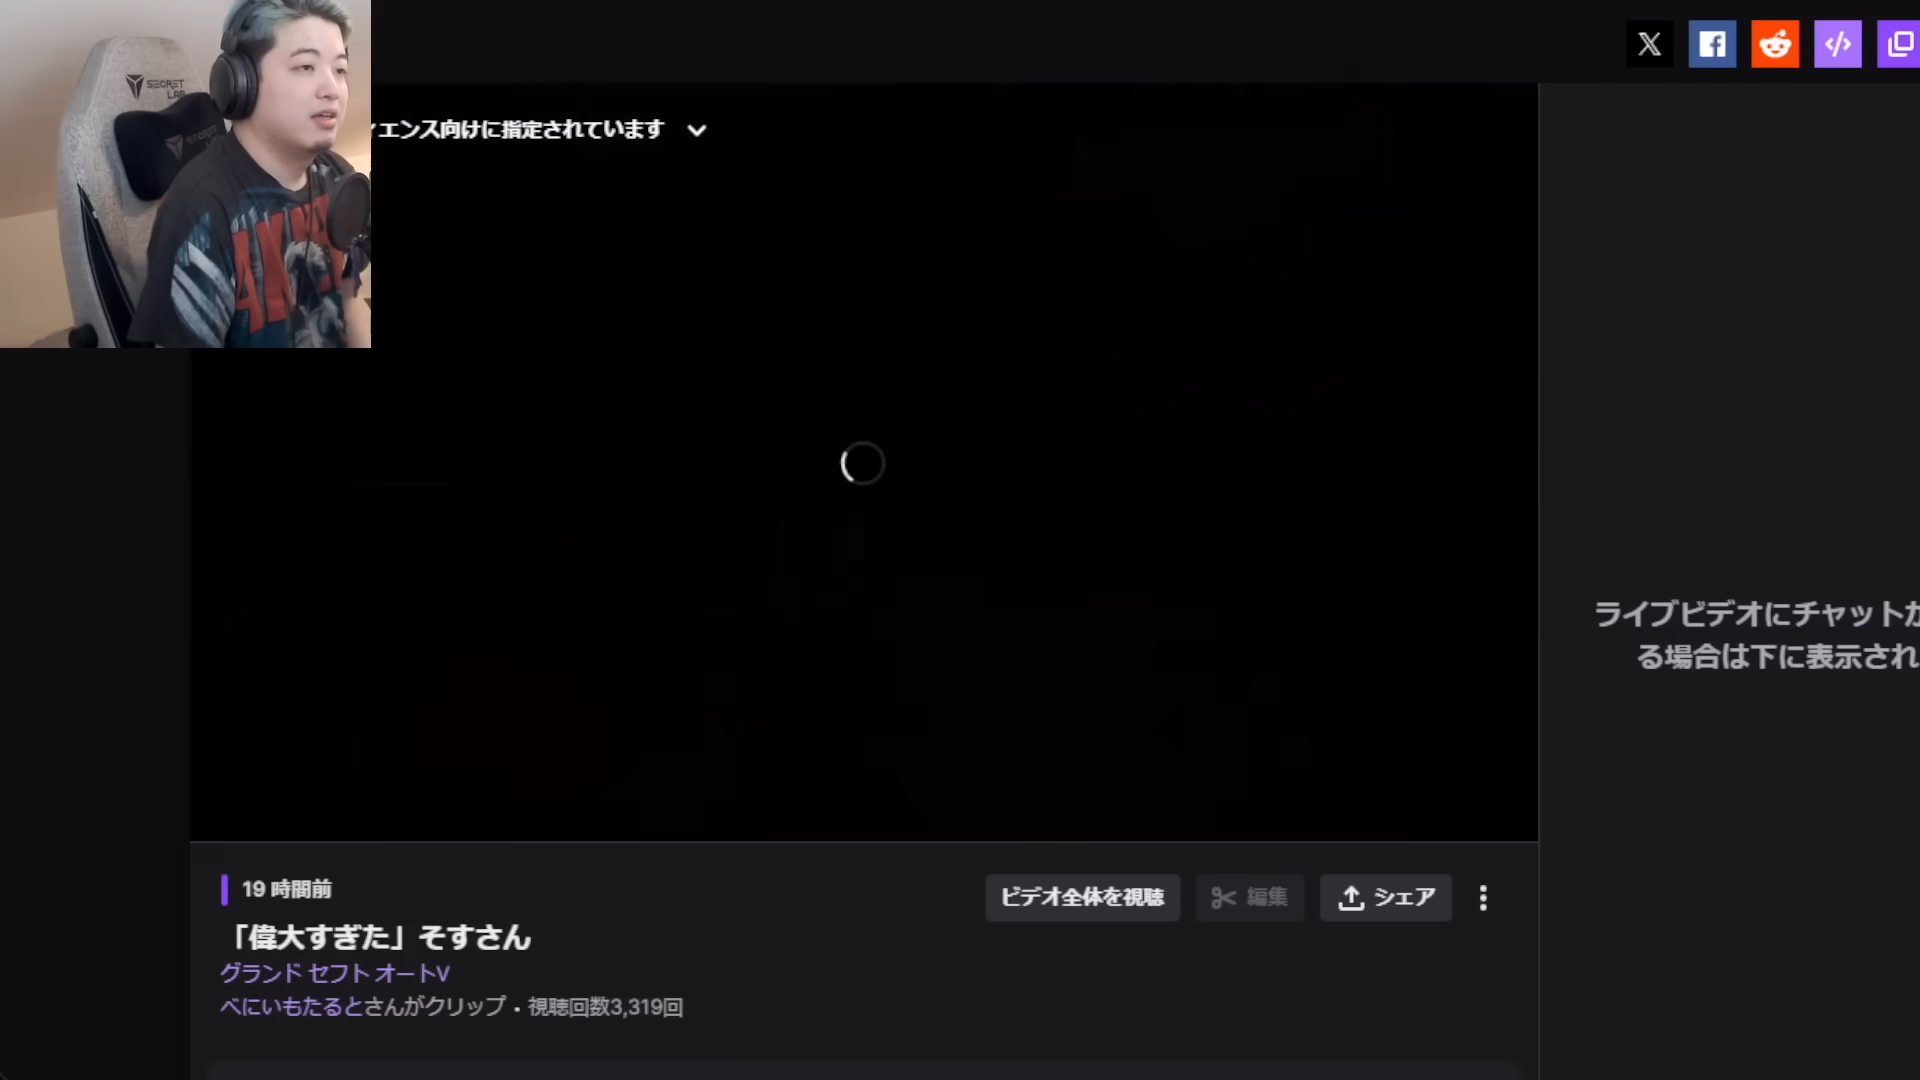 SECRET
LAB
エンス向けに指定されています
ライブビデオにチャットが
る場合は下に表示され
19 時間前
「偉大すぎた」そすさん
グランド セフト オートV
べにいもたるとさんがクリップ・視聴回数3,319回
ビデオ全体を視聴
編集
シェア